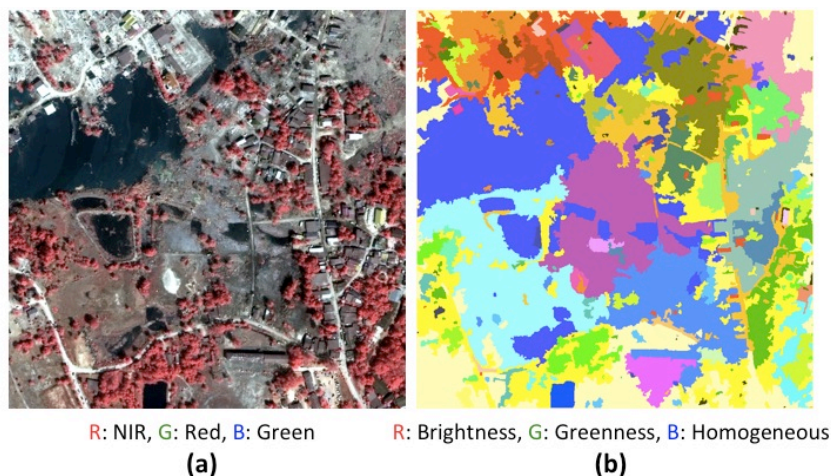 R: NIR, G: Red, B: Green
R: Brightness, G: Greenness, B: Homogeneous
(a)
(b)